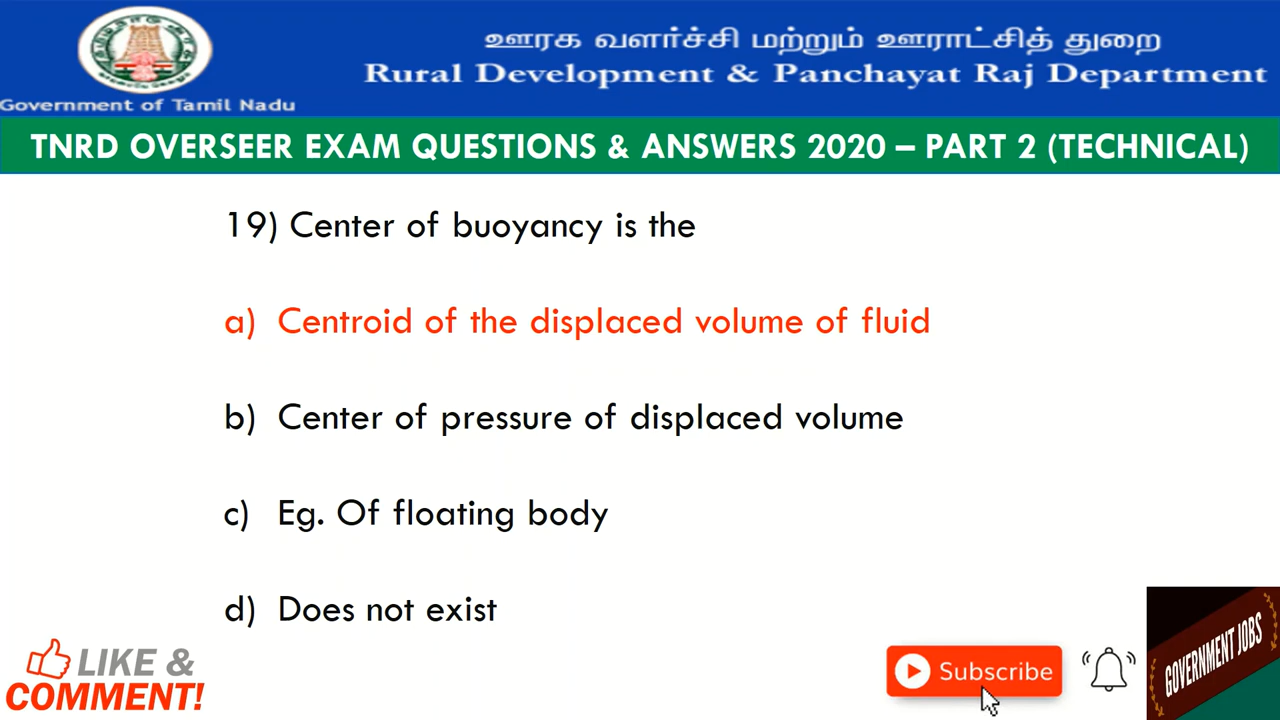 ஊரக வளர்ச்சி மற்றும் ஊராட்சித் துறை
Rural Development & Panchayat Raj Department
Government of Tamil Nadu
TNRD OVERSEER EXAM QUESTIONS & ANSWERS 2020 – PART 2 (TECHNICAL)
19) Center of buoyancy is the
a) Centroid of the displaced volume of fluid
b) Center of pressure of displaced volume
c) Eg. Of floating body
d) Does not exist
LIKE &
COMMENT!
Subscribe
GOVERNMENT JOBS